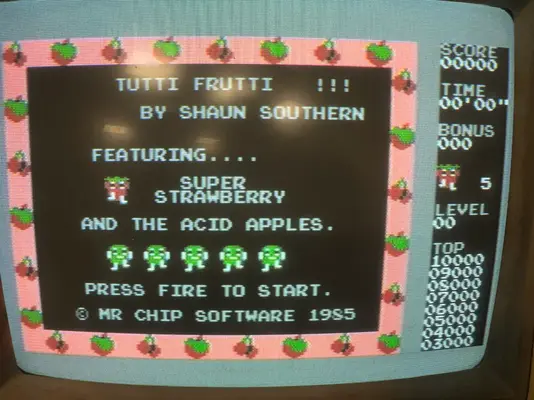 TUTTI FRUTTI !!!
BY SHAUN SOUTHERN
FEATURING....
SUPER
STRAWBERRY
AND THE ACID APPLES.
PRESS FIRE TO START.
© MR CHIP SOFTWARE 1985
SCORE
00000
TIME
00'00"
BONUS
000
5
LEVEL
00
TOP
10000
09000
08000
07000
06000
05000
04000
03000